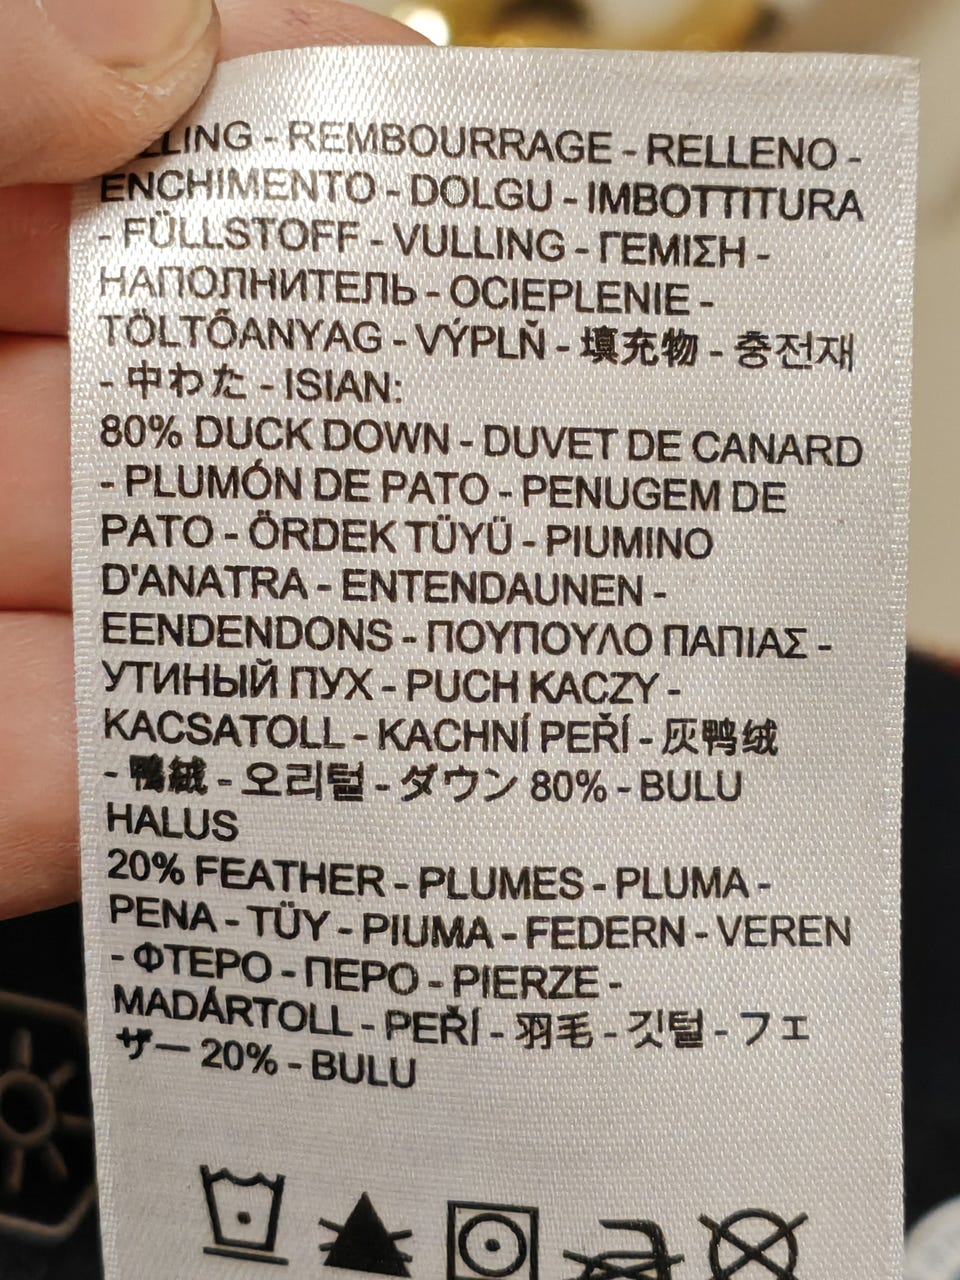 LLING - REMBOURRAGE - RELLENO -
ENCHIMENTO - DOLGU - IMBOTTITURA
- FÜLLSTOFF - VULLING - ΓΕΜΙΣΗ -
НАПОЛНИТЕЛЬ - OCIEPLENIE -
TÖLTŐANYAG - VÝPLŇ - 填充物 - 충전재
- 中わた - ISIAN:
80% DUCK DOWN - DUVET DE CANARD
- PLUMÓN DE PATO - PENUGEM DE
PATO - ÖRDEK TÜYÜ - PIUMINO
D'ANATRA - ENTENDAUNEN -
EENDENDONS - ΠΟΥΠΟΥΛΟ ΠΑΠΙΑΣ -
УТИНЫЙ ПУХ - PUCH KACZY -
KACSATOLL - KACHNÍ PEŘÍ - 灰鸭绒
- 鴨絨 - 오리털 - ダウン 80% - BULU
HALUS
20% FEATHER - PLUMES - PLUMA -
PENA - TÜY - PIUMA - FEDERN - VEREN
- ΦΤΕΡΟ - ПЕРО - PIERZE -
MADÁRTOLL - PEŘÍ - 羽毛 - 깃털 - フェ
ザー 20% - BULU